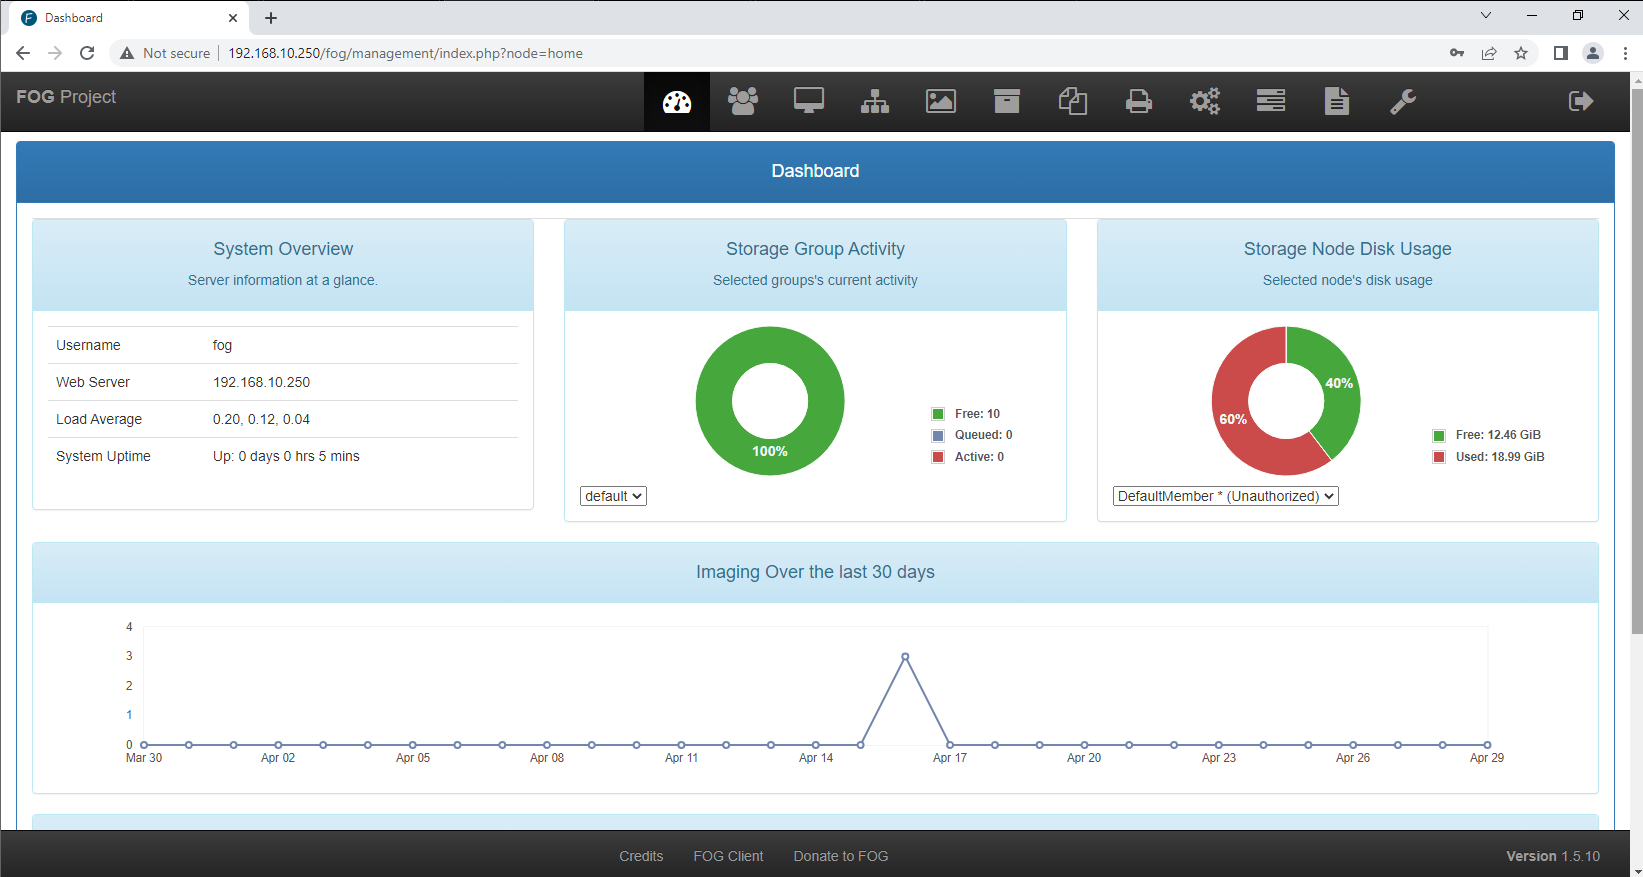 Dashboard
Not secure
192.168.10.250/fog/management/index.php?node=home
FOG Project
Dashboard
System Overview
Server information at a glance.
Username fog
Web Server 192.168.10.250
Load Average 0.20, 0.12, 0.04
System Uptime Up: 0 days 0 hrs 5 mins
Storage Group Activity
Selected groups's current activity
100%
Free: 10
Queued: 0
Active: 0
default
Storage Node Disk Usage
Selected node's disk usage
40%
60%
Free: 12.46 GiB
Used: 18.99 GiB
DefaultMember * (Unauthorized)
Imaging Over the last 30 days
4
3
2
1
0
Mar 30 Apr 02 Apr 05 Apr 08 Apr 11 Apr 14 Apr 17 Apr 20 Apr 23 Apr 26 Apr 29
Credits FOG Client Donate to FOG
Version 1.5.10